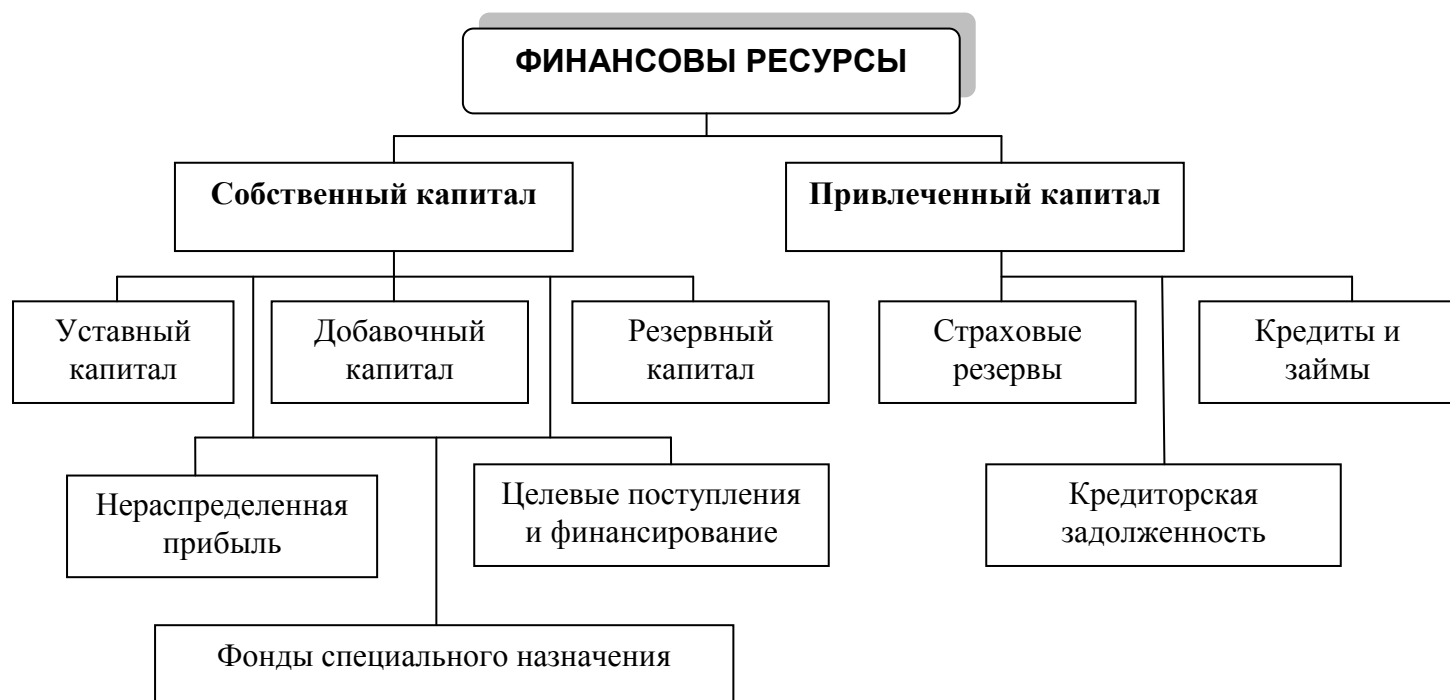 ФИНАНСОВЫ РЕСУРСЫ
Собственный капитал
Привлеченный капитал
Уставный
капитал
Добавочный
капитал
Резервный
капитал
Страховые
резервы
Кредиты и
займы
Нераспределенная
прибыль
Целевые поступления
и финансирование
Кредиторская
задолженность
Фонды специального назначения